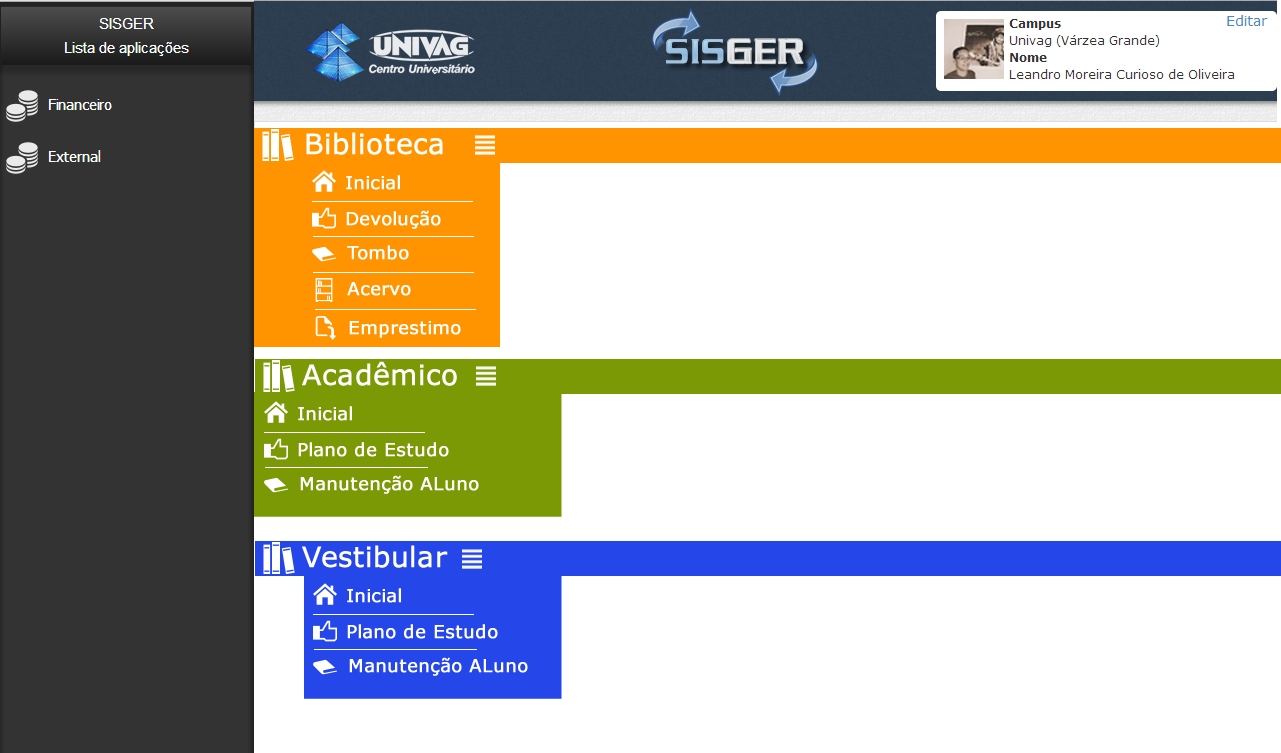 SISGER
Lista de aplicações
Financeiro
External
UNIVAG
Centro Universitário
SISGER
Editar
Campus
Univag (Várzea Grande)
Nome
Leandro Moreira Curioso de Oliveira
Biblioteca
Inicial
Devolução
Tombo
Acervo
Emprestimo
Acadêmico
Inicial
Plano de Estudo
Manutenção ALuno
Vestibular
Inicial
Plano de Estudo
Manutenção ALuno